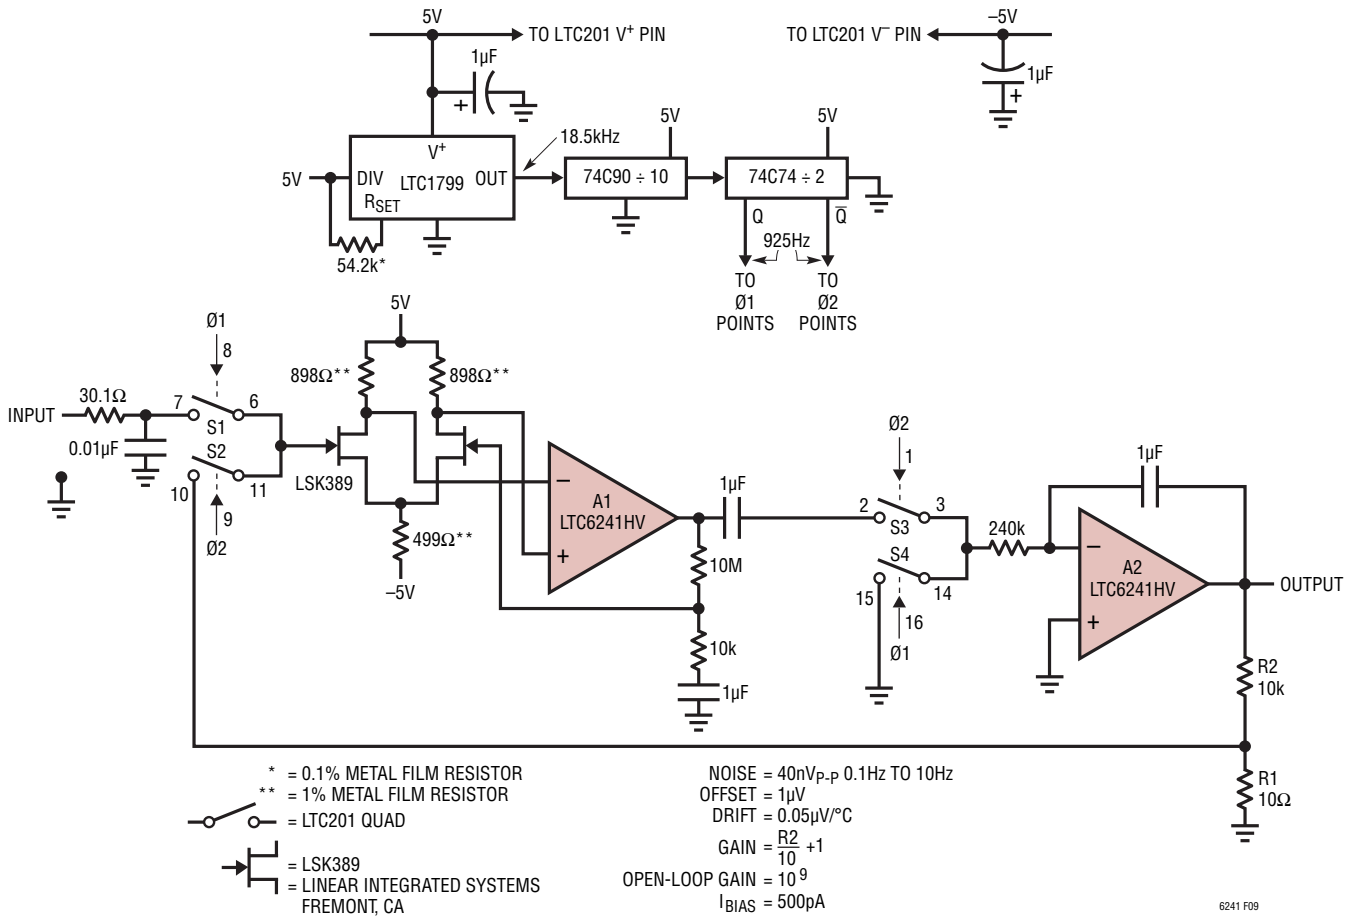 5V
TO LTC201 V+ PIN
TO LTC201 V– PIN
–5V
1µF
+
1µF
+
18.5kHz
5V
5V
5V
V+
DIV
LTC1799
OUT
RSET
54.2k*
74C90 ÷ 10
74C74 ÷ 2
Q
Q̅
925Hz
TO
Ø1
POINTS
TO
Ø2
POINTS
5V
Ø1
8
898Ω**
898Ω**
INPUT
30.1Ω
7
6
S1
0.01µF
S2
10
11
9
Ø2
LSK389
499Ω**
–5V
–
A1
LTC6241HV
+
1µF
10M
10k
1µF
Ø2
1
2
3
S3
S4
15
14
16
Ø1
240k
1µF
–
A2
LTC6241HV
+
OUTPUT
R2
10k
R1
10Ω
* = 0.1% METAL FILM RESISTOR
** = 1% METAL FILM RESISTOR
= LTC201 QUAD
= LSK389
= LINEAR INTEGRATED SYSTEMS
FREMONT, CA
NOISE = 40nVP-P 0.1Hz TO 10Hz
OFFSET = 1µV
DRIFT = 0.05µV/°C
GAIN = R2/10 +1
OPEN-LOOP GAIN = 10^9
IBIAS = 500pA
6241 F09